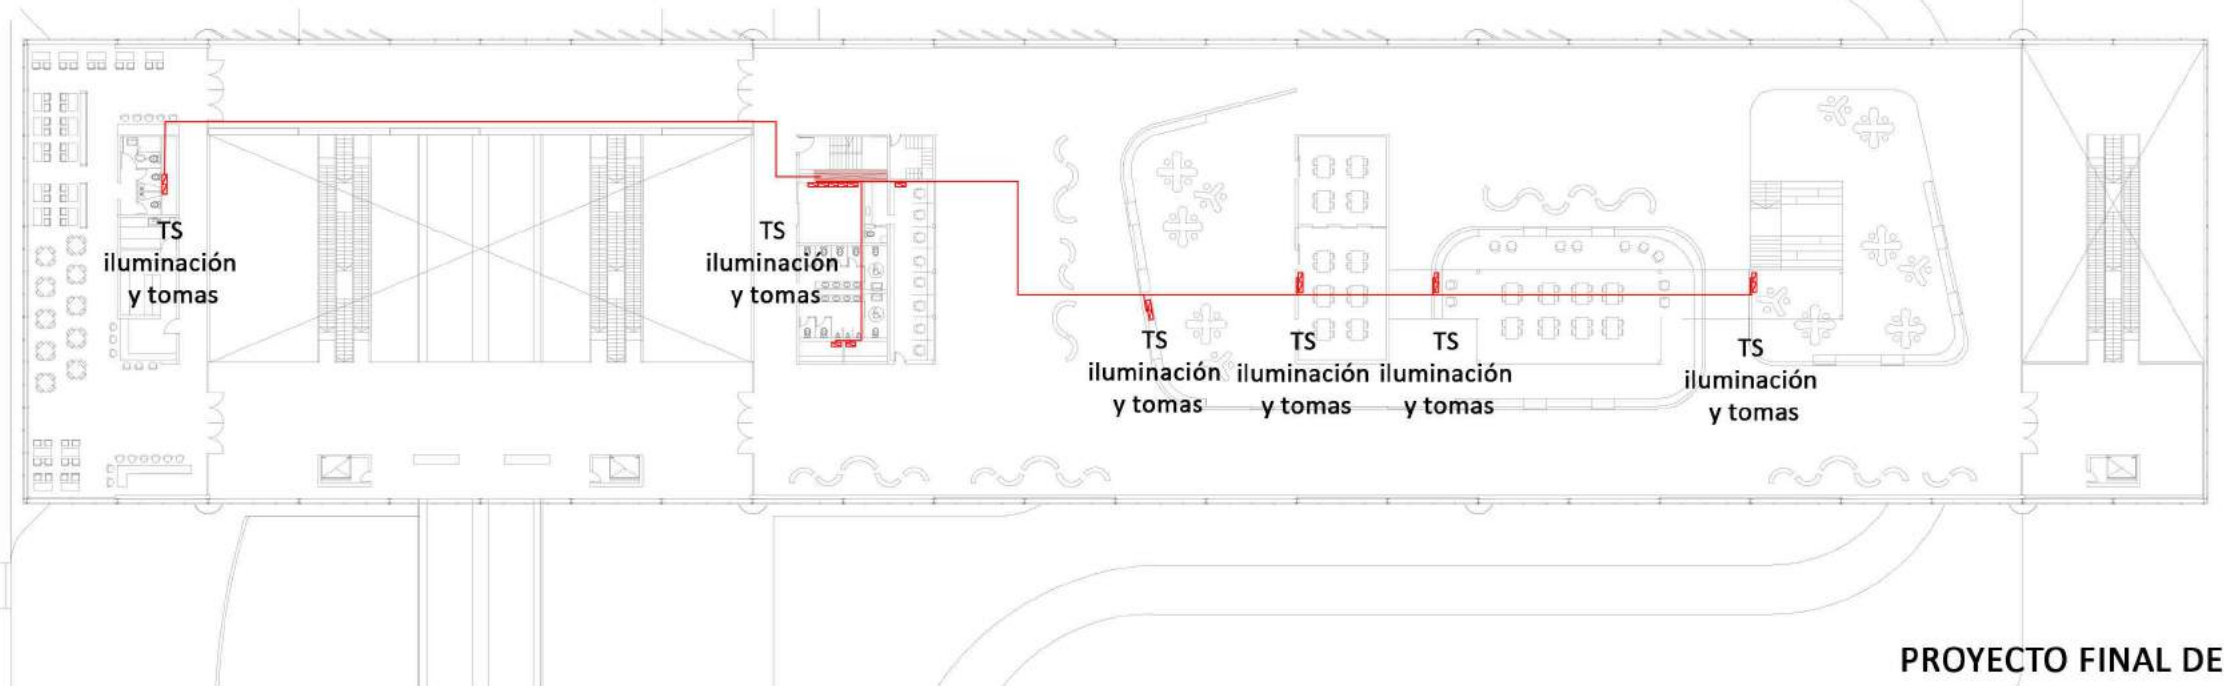 TS
iluminación
y tomas
TS
iluminación
y tomas
TS
iluminación
y tomas
TS
iluminación
y tomas
TS
iluminación
y tomas
TS
iluminación
y tomas
PROYECTO FINAL DE